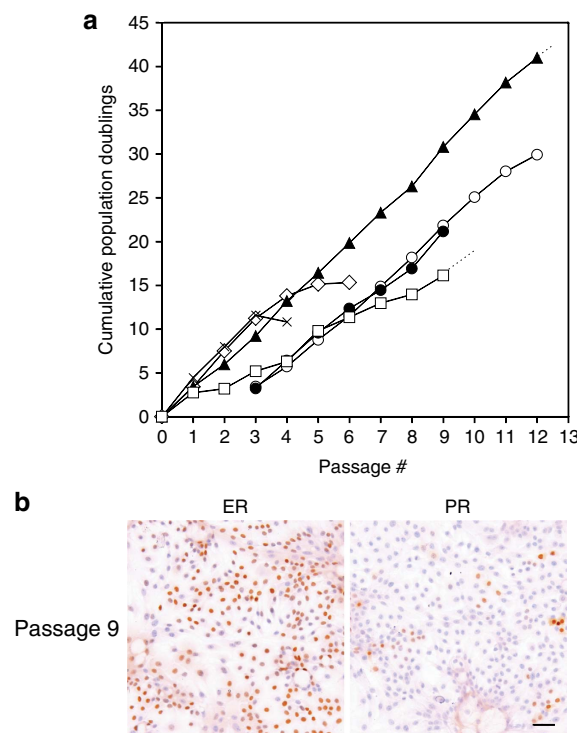 a
45
40
35
30
25
20
15
10
5
0
Cumulative population doublings
0 1 2 3 4 5 6 7 8 9 10 11 12 13
Passage #
b
ER PR
Passage 9